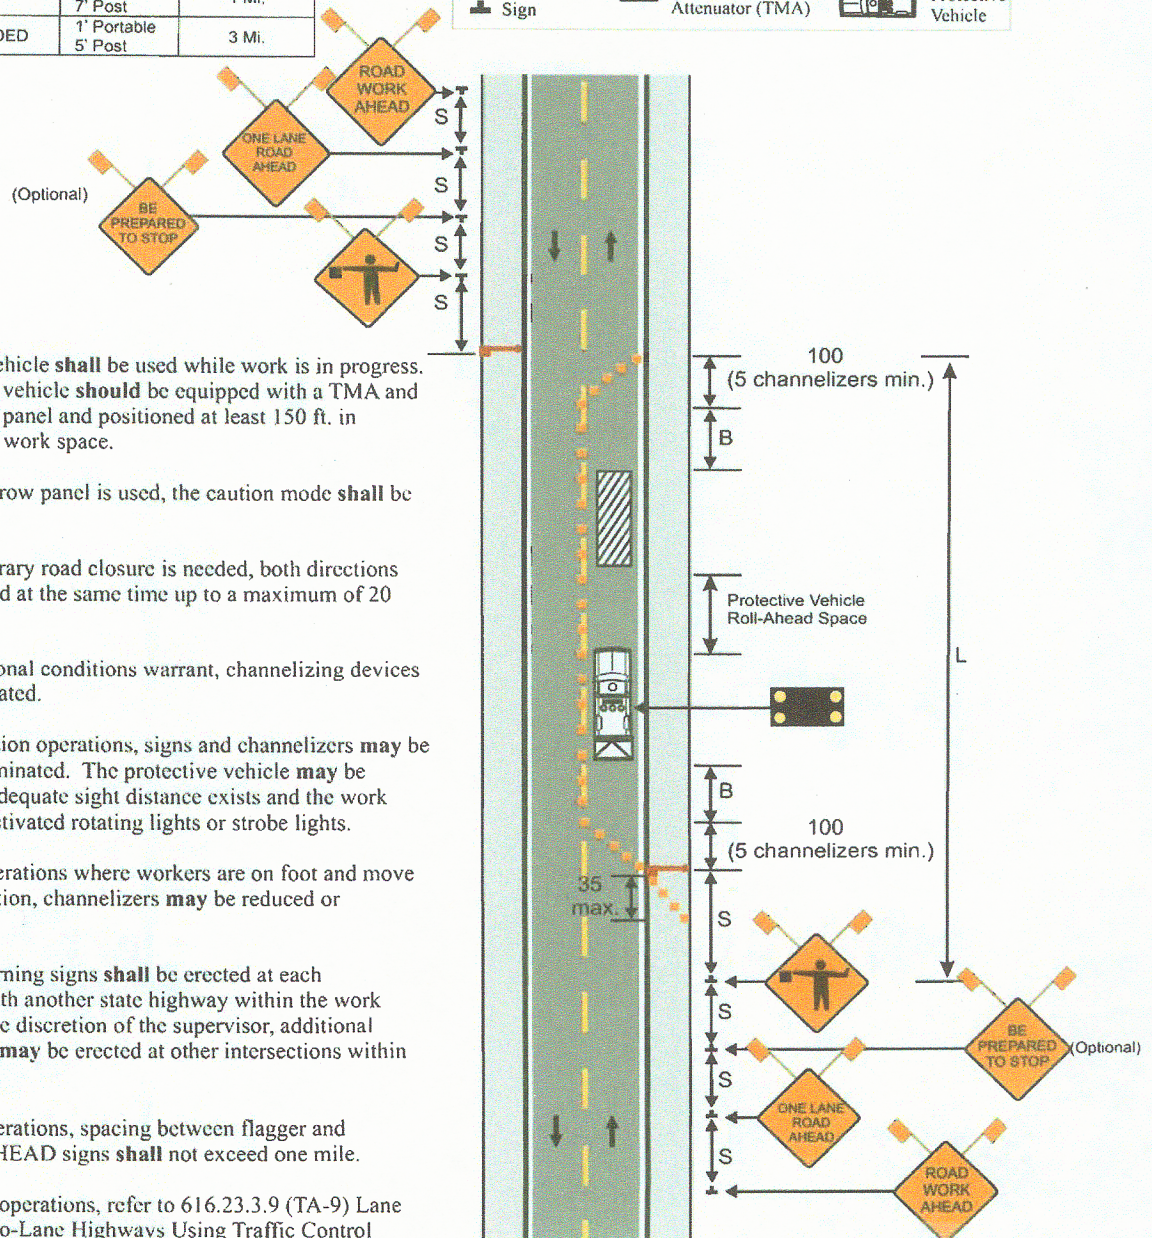 7' Post
1 Mi.
DED
1' Portable
5' Post
3 Mi.
Sign
Attenuator (TMA)
Vehicle
ROAD
WORK
AHEAD
S
ONE LANE
ROAD
AHEAD
S
(Optional)
BE
PREPARED
TO STOP
S
S
ehicle shall be used while work is in progress.
vehicle should be equipped with a TMA and
panel and positioned at least 150 ft. in
work space.
row panel is used, the caution mode shall be
rary road closure is needed, both directions
d at the same time up to a maximum of 20
onal conditions warrant, channelizing devices
ated.
ion operations, signs and channelizers may be
ninated. The protective vehicle may be
dequate sight distance exists and the work
tivated rotating lights or strobe lights.
erations where workers are on foot and move
ion, channelizers may be reduced or
rning signs shall be erected at each
th another state highway within the work
e discretion of the supervisor, additional
may be erected at other intersections within
erations, spacing between flagger and
HEAD signs shall not exceed one mile.
operations, refer to 616.23.3.9 (TA-9) Lane
o-Lane Highways Using Traffic Control
100
(5 channelizers min.)
B
Protective Vehicle
Roll-Ahead Space
L
B
100
(5 channelizers min.)
35
max.
S
S
BE
PREPARED
TO STOP
(Optional)
S
ONE LANE
ROAD
AHEAD
S
ROAD
WORK
AHEAD